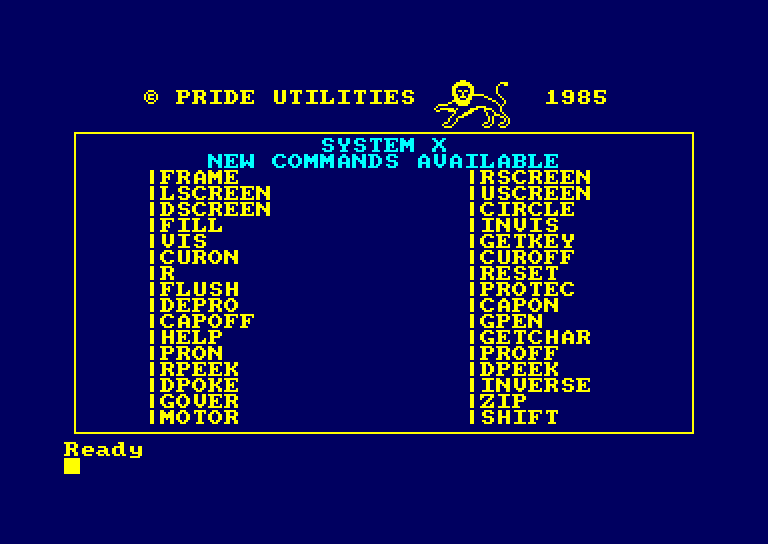 © PRIDE UTILITIES 1985
SYSTEM X
NEW COMMANDS AVAILABLE
|FRAME |RSCREEN
|LSCREEN |USCREEN
|DSCREEN |CIRCLE
|FILL |INVIS
|VIS |GETKEY
|CURON |CUROFF
|R |RESET
|FLUSH |PROTEC
|DEPRO |CAPON
|CAPOFF |GPEN
|HELP |GETCHAR
|PRON |PROFF
|RPEEK |DPEEK
|DPOKE |INVERSE
|GOVER |ZIP
|MOTOR |SHIFT
Ready